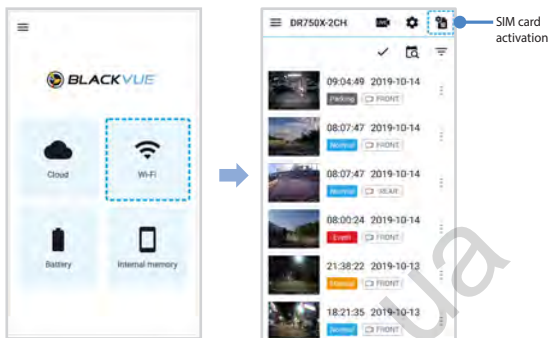 BLACKVUE
Cloud
Wi-Fi
Battery
Internal memory
DR750X-2CH
SIM card
activation
09:04:49 2019-10-14
Parking FRONT
08:07:47 2019-10-14
Normal FRONT
08:07:47 2019-10-14
Normal REAR
08:00:24 2019-10-14
Event FRONT
21:38:22 2019-10-13
Manual FRONT
18:21:35 2019-10-13
Normal FRONT
ua